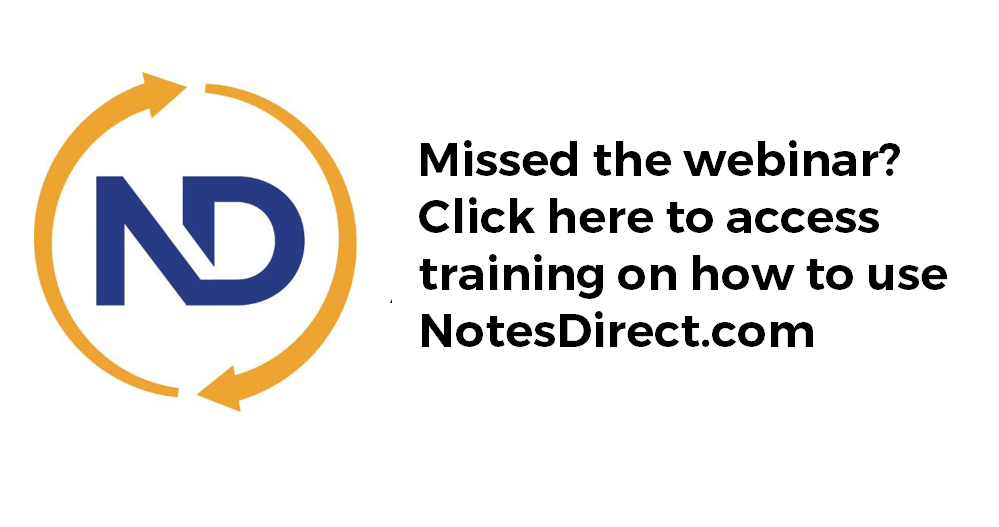 ND
Missed the webinar?
Click here to access
training on how to use
NotesDirect.com